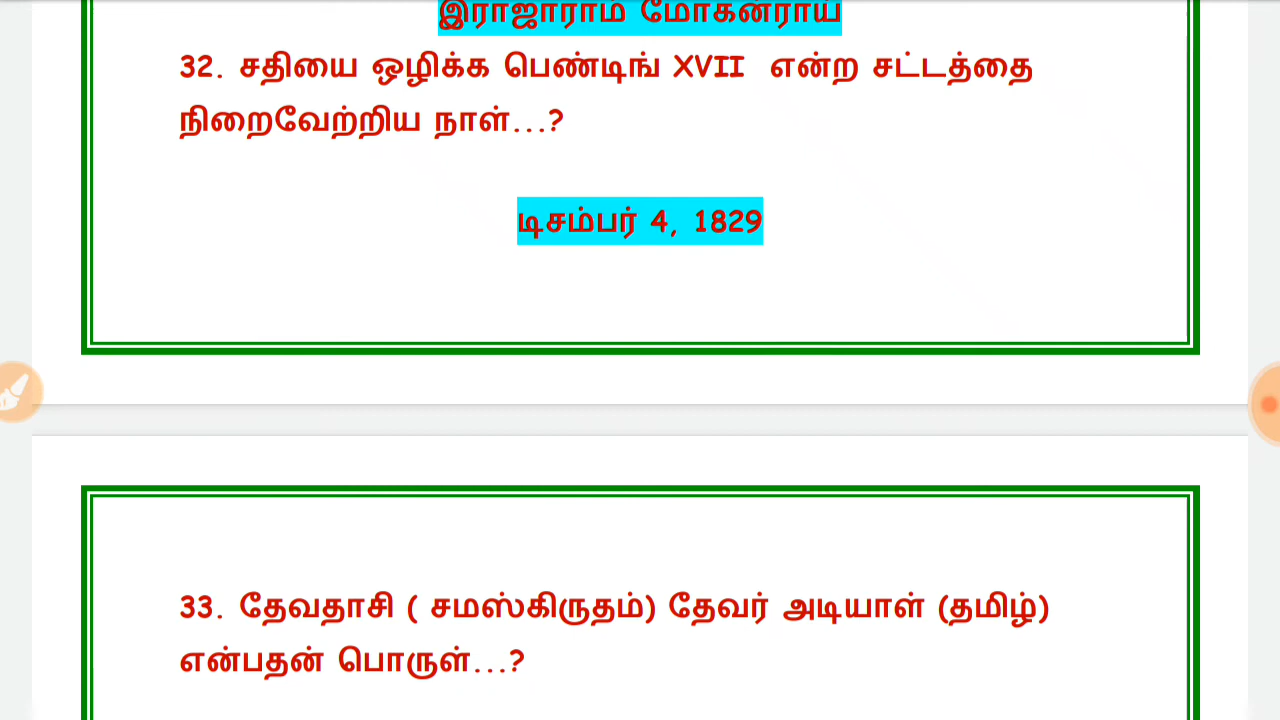 இராஜாராம் மோகன்ராய்
32. சதியை ஒழிக்க பெண்டிங் XVII என்ற சட்டத்தை
நிறைவேற்றிய நாள்...?
டிசம்பர் 4, 1829
33. தேவதாசி ( சமஸ்கிருதம்) தேவர் அடியாள் (தமிழ்)
என்பதன் பொருள்...?